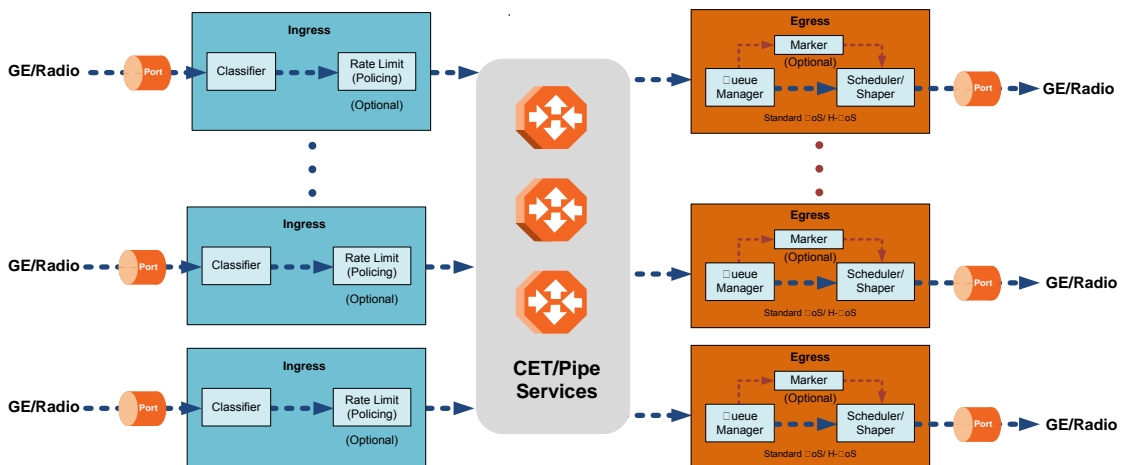 Ingress
GE/Radio
Port
Classifier
Rate Limit
(Policing)
(Optional)
Egress
Marker
(Optional)
□ueue
Manager
Scheduler/
Shaper
Standard □oS/ H-□oS
Port
GE/Radio
Ingress
GE/Radio
Port
Classifier
Rate Limit
(Policing)
(Optional)
Egress
Marker
(Optional)
□ueue
Manager
Scheduler/
Shaper
Standard □oS/ H-□oS
Port
GE/Radio
CET/Pipe
Services
Ingress
GE/Radio
Port
Classifier
Rate Limit
(Policing)
(Optional)
Egress
Marker
(Optional)
□ueue
Manager
Scheduler/
Shaper
Standard □oS/ H-□oS
Port
GE/Radio